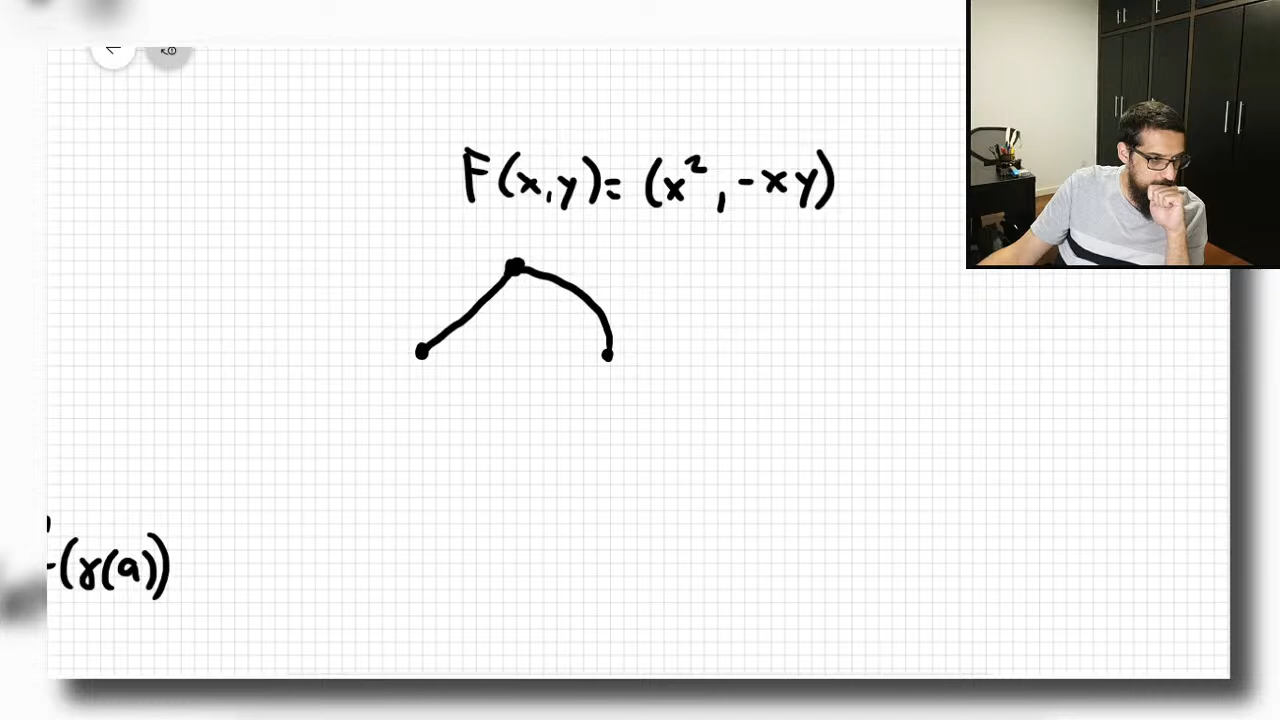 F(x,y)= (x², -xy)
(γ(a))